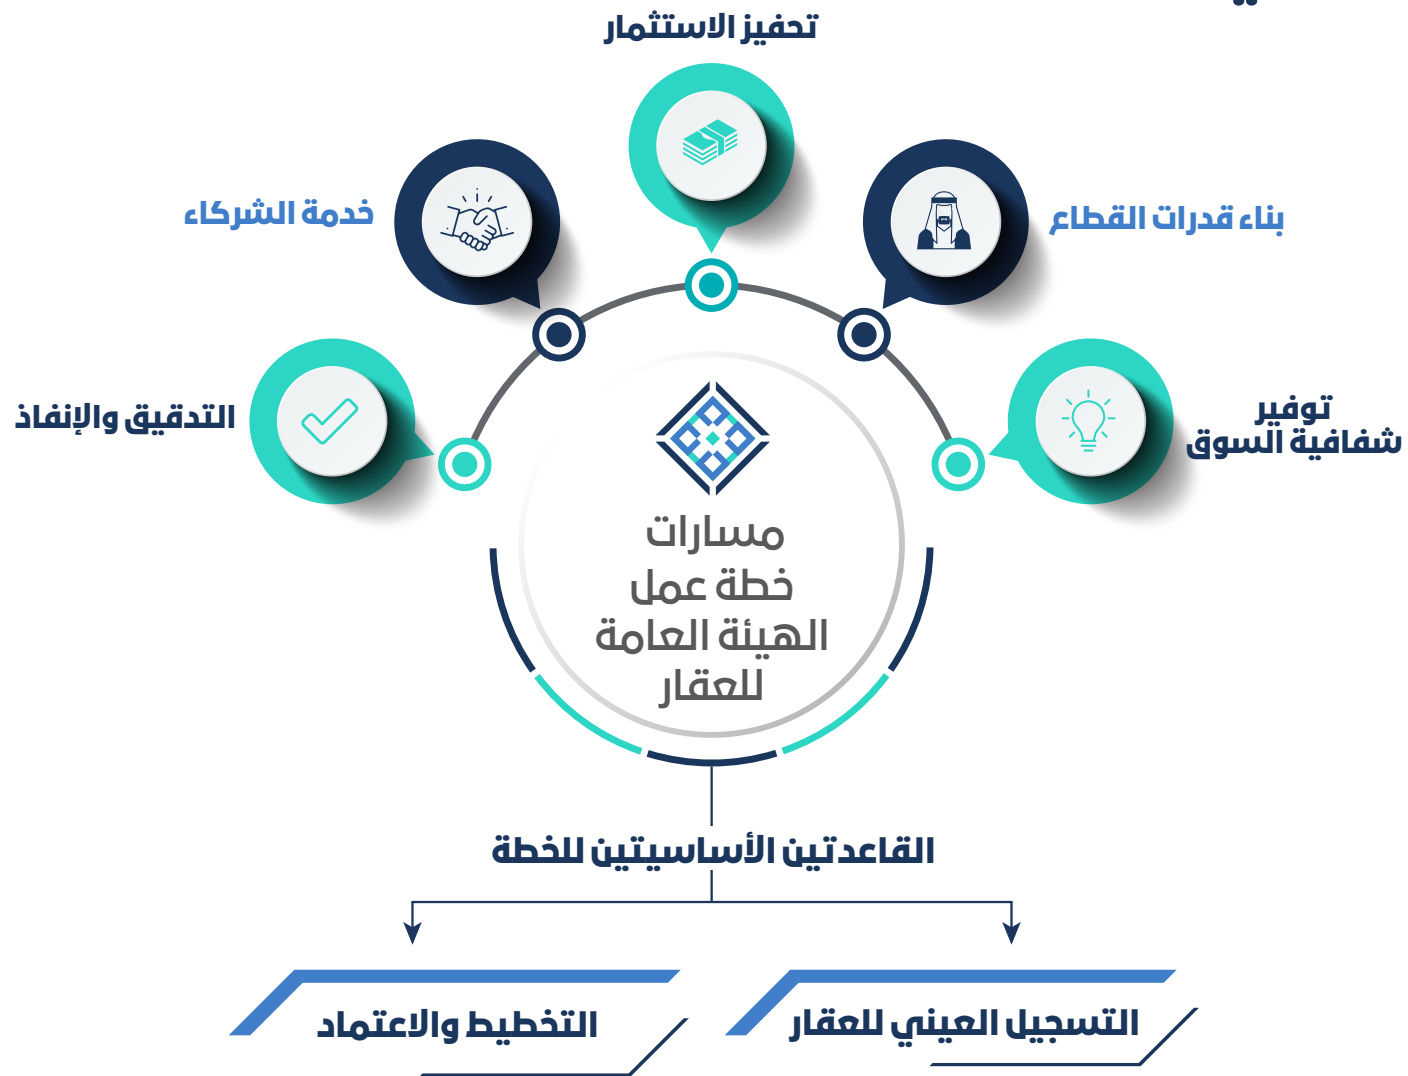 تحفيز الاستثمار
بناء قدرات القطاع
خدمة الشركاء
توفير
شفافية السوق
التدقيق والإنفاذ
مسارات
خطة عمل
الهيئة العامة
للعقار
القاعدتين الأساسيتين للخطة
التسجيل العيني للعقار
التخطيط والاعتماد